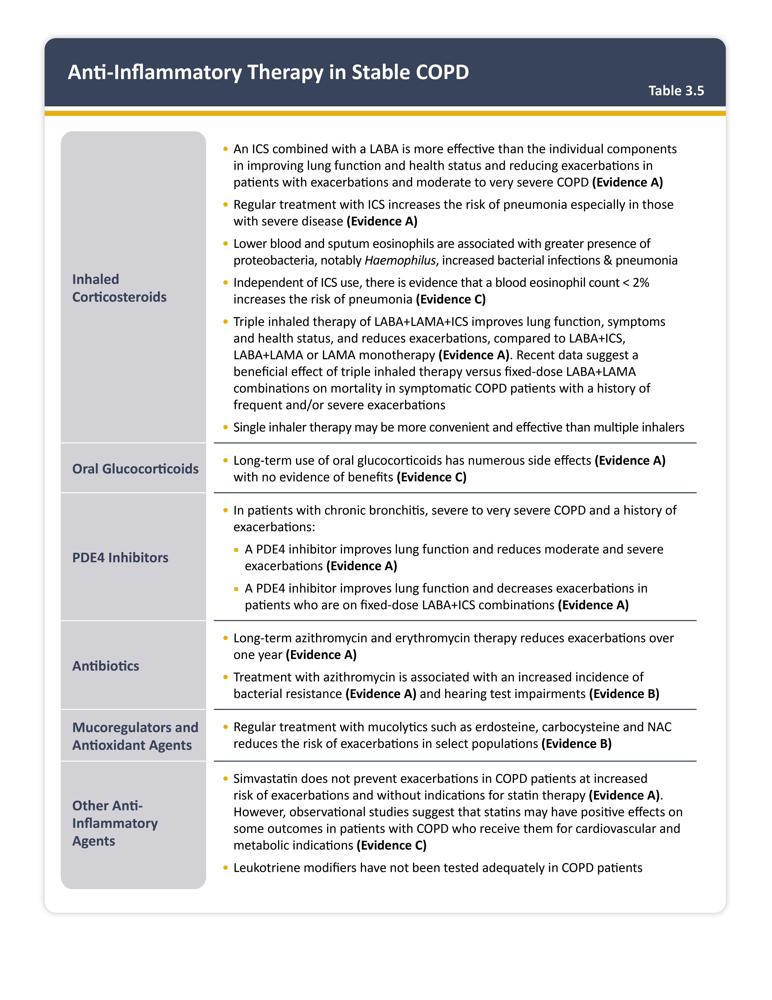 Anti-Inflammatory Therapy in Stable COPD
Table 3.5
Inhaled
Corticosteroids
• An ICS combined with a LABA is more effective than the individual components
in improving lung function and health status and reducing exacerbations in
patients with exacerbations and moderate to very severe COPD (Evidence A)
• Regular treatment with ICS increases the risk of pneumonia especially in those
with severe disease (Evidence A)
• Lower blood and sputum eosinophils are associated with greater presence of
proteobacteria, notably Haemophilus, increased bacterial infections & pneumonia
• Independent of ICS use, there is evidence that a blood eosinophil count < 2%
increases the risk of pneumonia (Evidence C)
• Triple inhaled therapy of LABA+LAMA+ICS improves lung function, symptoms
and health status, and reduces exacerbations, compared to LABA+ICS,
LABA+LAMA or LAMA monotherapy (Evidence A). Recent data suggest a
beneficial effect of triple inhaled therapy versus fixed-dose LABA+LAMA
combinations on mortality in symptomatic COPD patients with a history of
frequent and/or severe exacerbations
• Single inhaler therapy may be more convenient and effective than multiple inhalers
Oral Glucocorticoids
• Long-term use of oral glucocorticoids has numerous side effects (Evidence A)
with no evidence of benefits (Evidence C)
PDE4 Inhibitors
• In patients with chronic bronchitis, severe to very severe COPD and a history of
exacerbations:
▪ A PDE4 inhibitor improves lung function and reduces moderate and severe
exacerbations (Evidence A)
▪ A PDE4 inhibitor improves lung function and decreases exacerbations in
patients who are on fixed-dose LABA+ICS combinations (Evidence A)
Antibiotics
• Long-term azithromycin and erythromycin therapy reduces exacerbations over
one year (Evidence A)
• Treatment with azithromycin is associated with an increased incidence of
bacterial resistance (Evidence A) and hearing test impairments (Evidence B)
Mucoregulators and
Antioxidant Agents
• Regular treatment with mucolytics such as erdosteine, carbocysteine and NAC
reduces the risk of exacerbations in select populations (Evidence B)
Other Anti-
Inflammatory
Agents
• Simvastatin does not prevent exacerbations in COPD patients at increased
risk of exacerbations and without indications for statin therapy (Evidence A).
However, observational studies suggest that statins may have positive effects on
some outcomes in patients with COPD who receive them for cardiovascular and
metabolic indications (Evidence C)
• Leukotriene modifiers have not been tested adequately in COPD patients